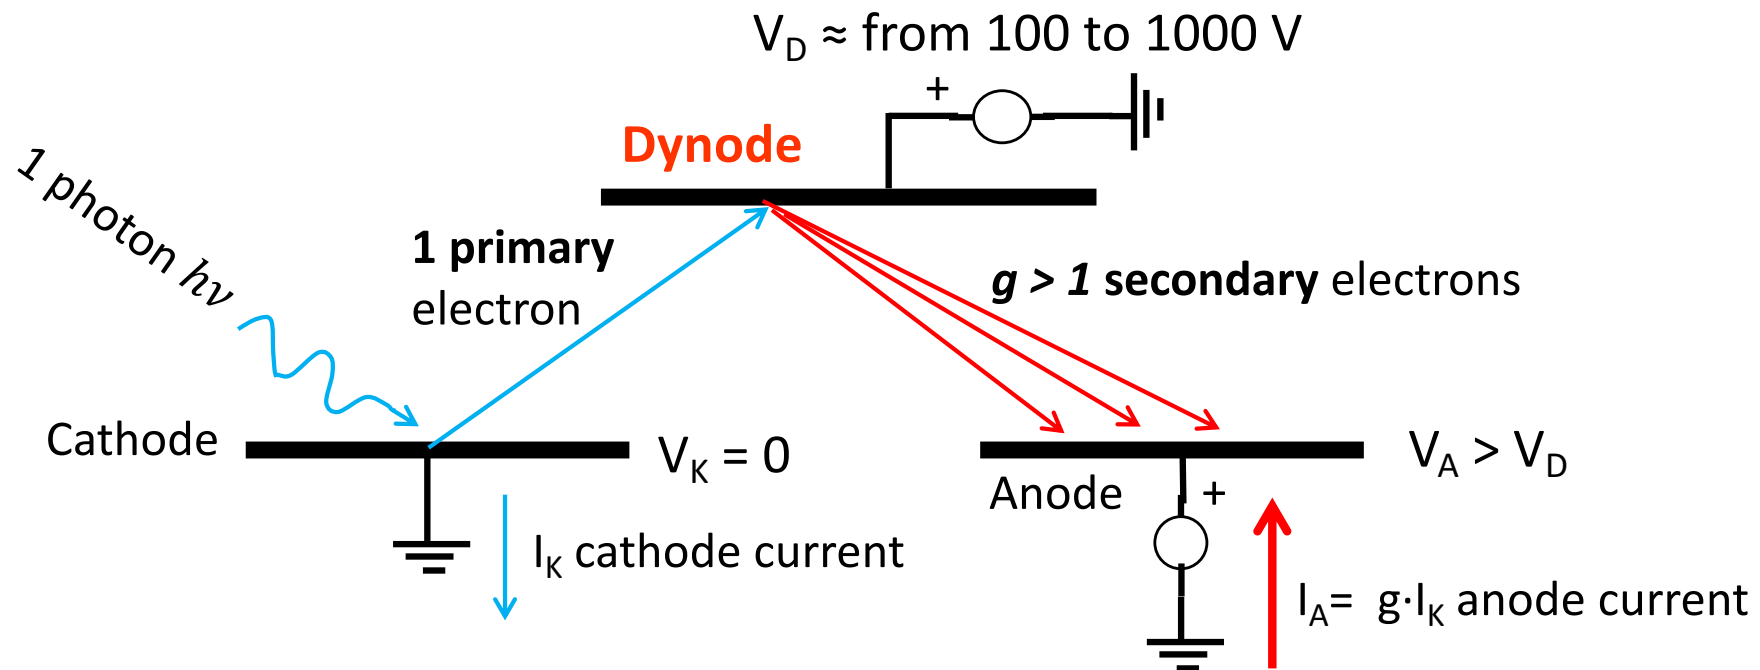 V_D ≈ from 100 to 1000 V
+
Dynode
1 photon hν
1 primary
electron
g > 1 secondary electrons
Cathode
V_K = 0
V_A > V_D
Anode
+
I_K cathode current
I_A= g·I_K anode current